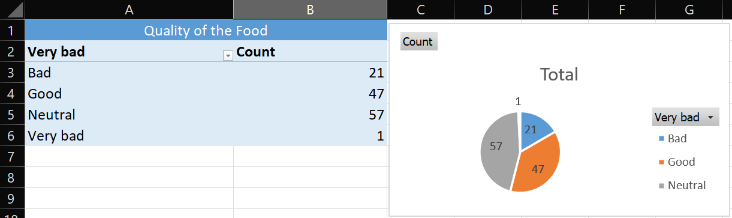 A B C D E F G
1 Quality of the Food
2 Very bad Count
3 Bad 21
4 Good 47
5 Neutral 57
6 Very bad 1
7
8
9
10
Count
Total
1
21
57
47
Very bad
Bad
Good
Neutral